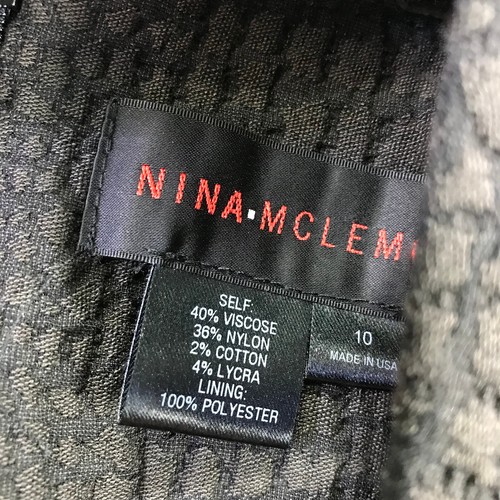 NINA·MCLEM
SELF:
40% VISCOSE
36% NYLON
2% COTTON
4% LYCRA
LINING:
100% POLYESTER
10
MADE IN USA